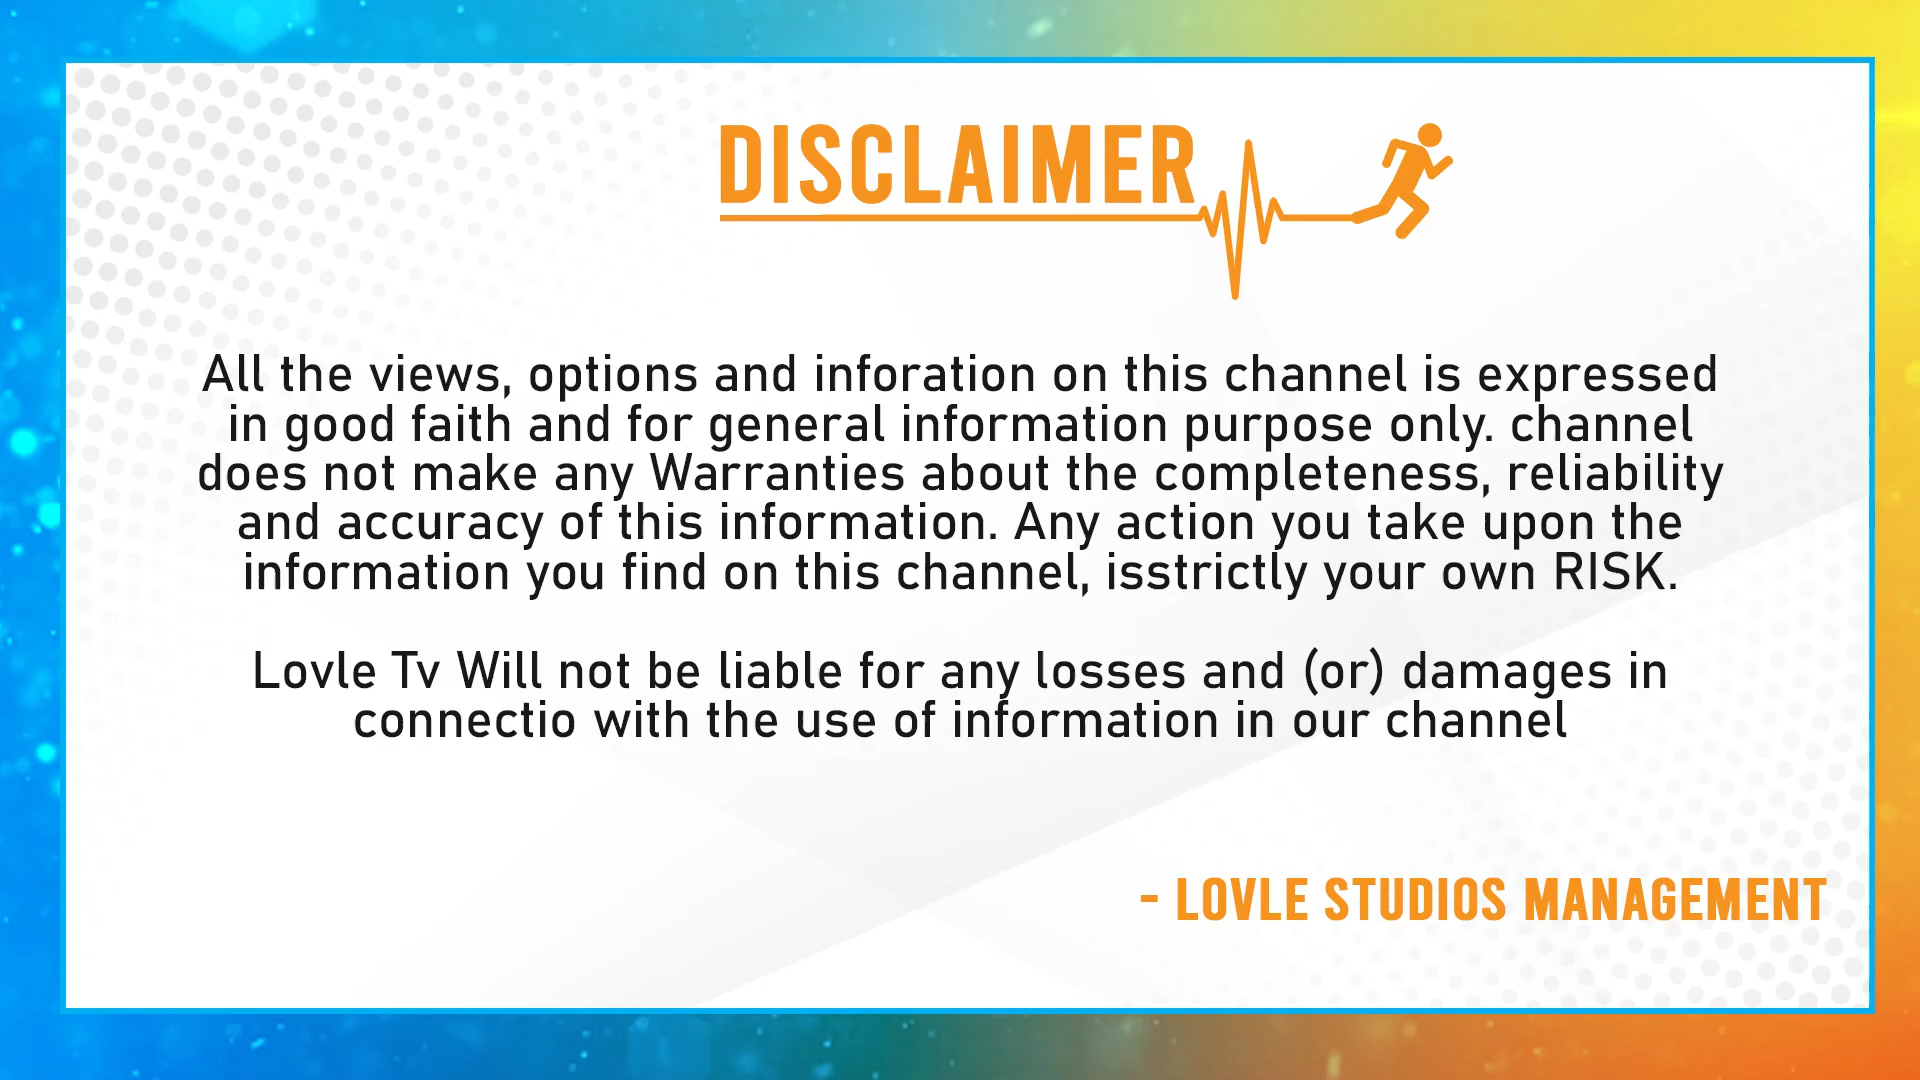 DISCLAIMER
All the views, options and inforation on this channel is expressed
in good faith and for general information purpose only. channel
does not make any Warranties about the completeness, reliability
and accuracy of this information. Any action you take upon the
information you find on this channel, isstrictly your own RISK.
Lovle Tv Will not be liable for any losses and (or) damages in
connectio with the use of information in our channel
- LOVLE STUDIOS MANAGEMENT